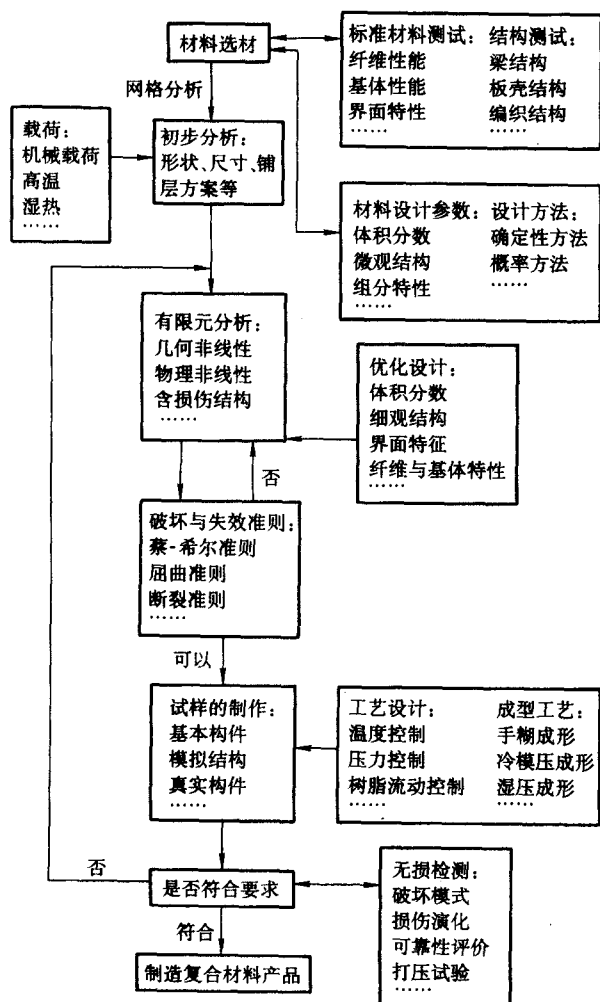 材料选材
标准材料测试: 结构测试:
纤维性能 梁结构
基体性能 板壳结构
界面特性 编织结构
…… ……
网格分析
载荷:
机械载荷
高温
湿热
……
初步分析:
形状、尺寸、铺
层方案等
材料设计参数: 设计方法:
体积分数 确定性方法
微观结构 概率方法
组分特性 ……
……
有限元分析:
几何非线性
物理非线性
含损伤结构
……
优化设计:
体积分数
细观结构
界面特征
纤维与基体特性
……
否
破坏与失效准则:
蔡-希尔准则
屈曲准则
断裂准则
……
可以
试样的制作:
基本构件
模拟结构
真实构件
……
工艺设计: 成型工艺:
温度控制 手糊成形
压力控制 冷模压成形
树脂流动控制 湿压成形
…… ……
否
是否符合要求
无损检测:
破坏模式
损伤演化
可靠性评价
打压试验
……
符合
制造复合材料产品